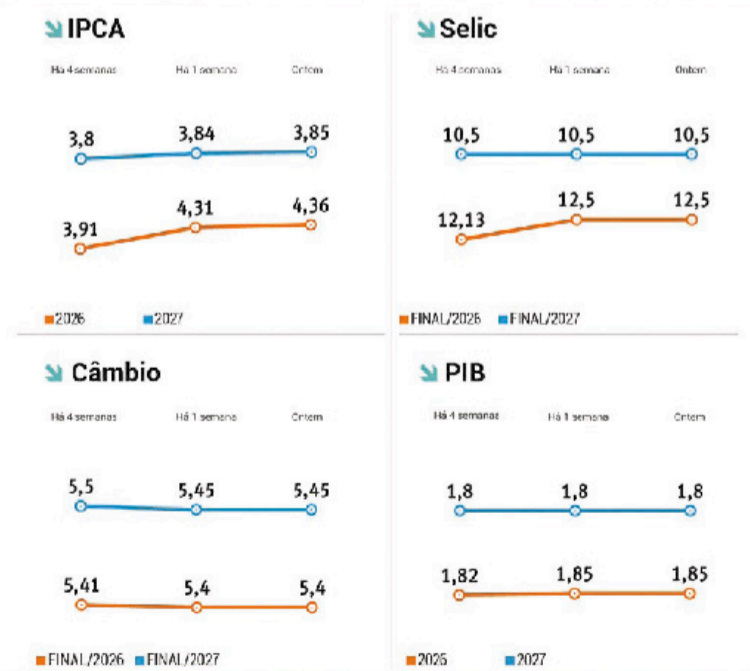 IPCA
Há 4 semanas Há 1 semana Ontem
3,8 3,84 3,85
3,91 4,31 4,36
2026 2027
Selic
Há 4 semanas Há 1 semana Ontem
10,5 10,5 10,5
12,13 12,5 12,5
FINAL/2026 FINAL/2027
Câmbio
Há 4 semanas Há 1 semana Ontem
5,5 5,45 5,45
5,41 5,4 5,4
FINAL/2026 FINAL/2027
PIB
Há 4 semanas Há 1 semana Ontem
1,8 1,8 1,8
1,82 1,85 1,85
2026 2027